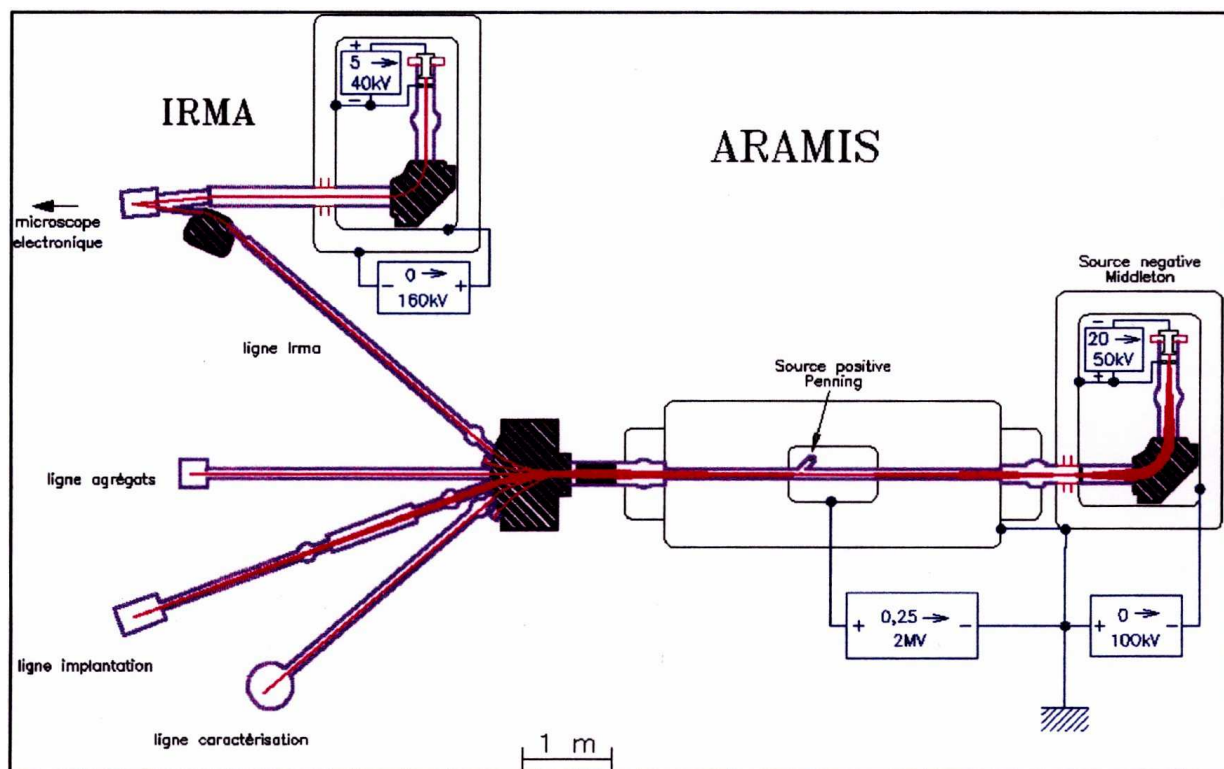 IRMA
ARAMIS
+
5 →
40kV
−
microscope
electronique
0 →
− +
160kV
ligne Irma
Source negative
Middleton
−
20 →
50kV
+
Source positive
Penning
ligne agrégats
ligne implantation
ligne caractérisation
+ 0,25 → −
2MV
+ 0 → −
100kV
1 m